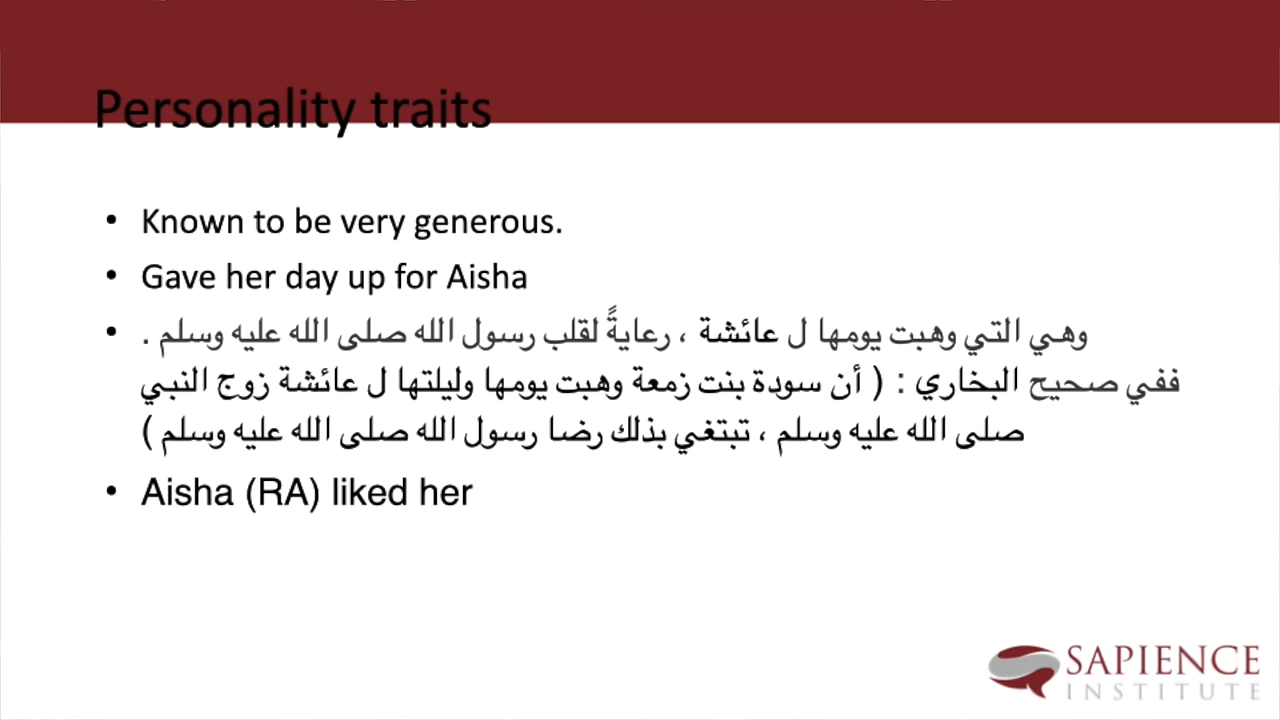 Personality traits
• Known to be very generous.
• Gave her day up for Aisha
• وهي التي وهبت يومها ل عائشة ، رعايةً لقلب رسول الله صلى الله عليه وسلم .
ففي صحيح البخاري : ( أن سودة بنت زمعة وهبت يومها وليلتها ل عائشة زوج النبي
صلى الله عليه وسلم ، تبتغي بذلك رضا رسول الله صلى الله عليه وسلم )
• Aisha (RA) liked her
SAPIENCE
INSTITUTE